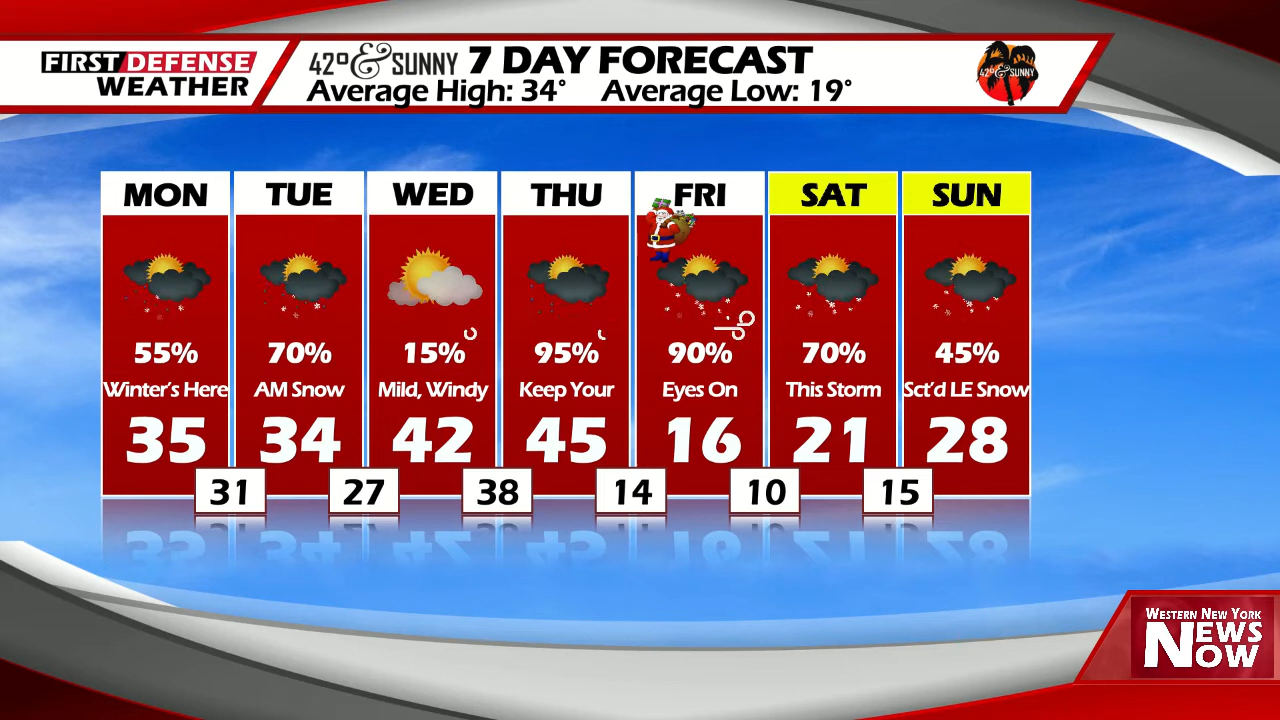 FIRST DEFENSE
WEATHER
42º & SUNNY 7 DAY FORECAST
Average High: 34° Average Low: 19°
42º & SUNNY
MON TUE WED THU FRI SAT SUN
55% 70% 15% 95% 90% 70% 45%
Winter's Here AM Snow Mild, Windy Keep Your Eyes On This Storm Sct'd LE Snow
35 34 42 45 16 21 28
31 27 38 14 10 15
WESTERN NEW YORK
NEWS
NOW